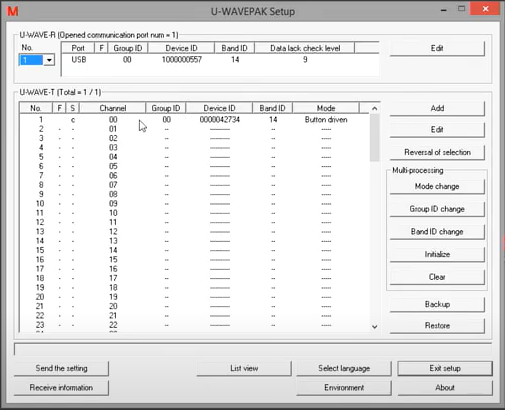 M U-WAVEPAK Setup
U-WAVE-R (Opened communication port num = 1)
No. Port F Group ID Device ID Band ID Data lack check level Edit
1 USB 00 1000000557 14 9
U-WAVE-T (Total = 1 / 1)
No. F S Channel Group ID Device ID Band ID Mode
1 c 00 00 0000042734 14 Button driven
2 - - 01 -- ---------- -- -----
3 - - 02 -- ---------- -- -----
4 - - 03 -- ---------- -- -----
5 - - 04 -- ---------- -- -----
6 - - 05 -- ---------- -- -----
7 - - 06 -- ---------- -- -----
8 - - 07 -- ---------- -- -----
9 - - 08 -- ---------- -- -----
10 - - 09 -- ---------- -- -----
11 - - 10 -- ---------- -- -----
12 - - 11 -- ---------- -- -----
13 - - 12 -- ---------- -- -----
14 - - 13 -- ---------- -- -----
15 - - 14 -- ---------- -- -----
16 - - 15 -- ---------- -- -----
17 - - 16 -- ---------- -- -----
18 - - 17 -- ---------- -- -----
19 - - 18 -- ---------- -- -----
20 - - 19 -- ---------- -- -----
21 - - 20 -- ---------- -- -----
22 - - 21 -- ---------- -- -----
23 - - 22 -- ---------- -- -----
Add
Edit
Reversal of selection
Multi-processing
Mode change
Group ID change
Band ID change
Initialize
Clear
Backup
Restore
Send the setting List view Select language Exit setup
Receive information Environment About